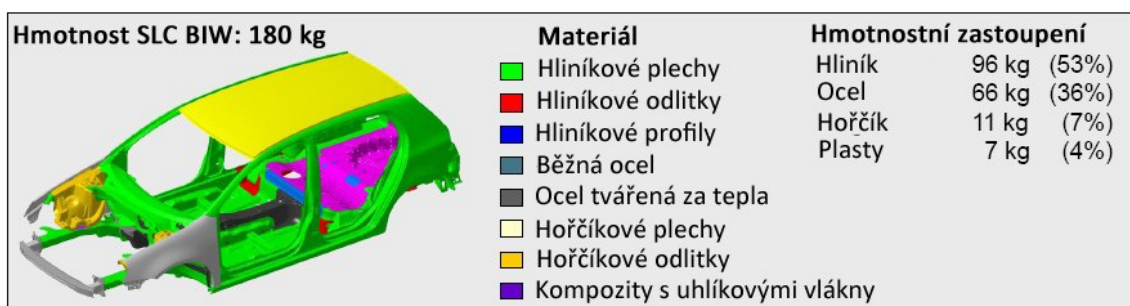 Hmotnost SLC BIW: 180 kg
Materiál
Hliníkové plechy
Hliníkové odlitky
Hliníkové profily
Běžná ocel
Ocel tvářená za tepla
Hořčíkové plechy
Hořčíkové odlitky
Kompozity s uhlíkovými vlákny
Hmotnostní zastoupení
Hliník 96 kg (53%)
Ocel 66 kg (36%)
Hořčík 11 kg (7%)
Plasty 7 kg (4%)